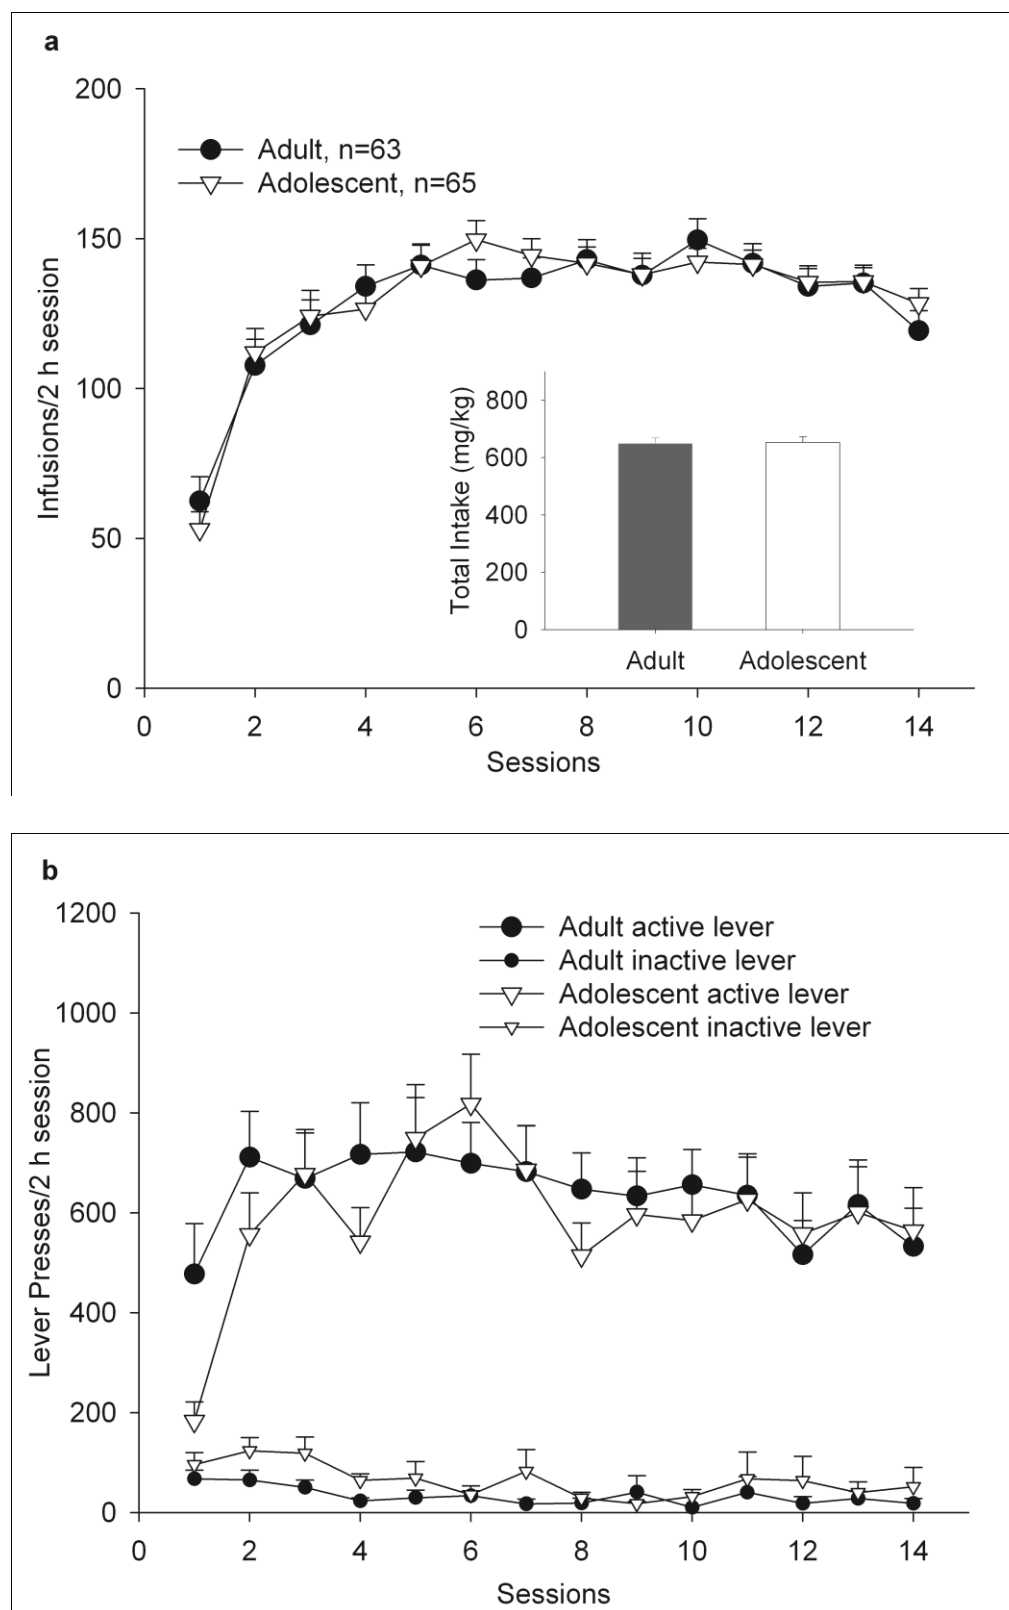 a
200
150
100
50
0
Infusions/2 h session
Adult, n=63
Adolescent, n=65
Total Intake (mg/kg)
800
600
400
200
0
Adult Adolescent
0 2 4 6 8 10 12 14
Sessions
b
1200
1000
800
600
400
200
0
Lever Presses/2 h session
Adult active lever
Adult inactive lever
Adolescent active lever
Adolescent inactive lever
0 2 4 6 8 10 12 14
Sessions